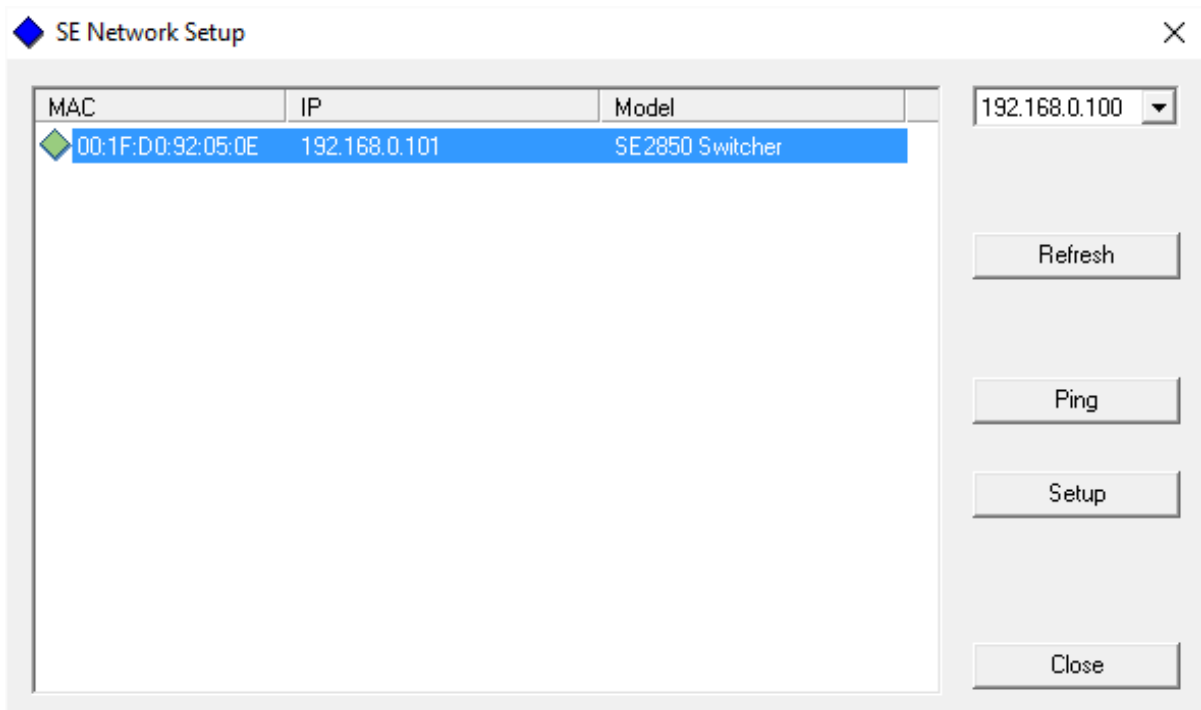 SE Network Setup
MAC IP Model
192.168.0.100
00:1F:D0:92:05:0E 192.168.0.101 SE2850 Switcher
Refresh
Ping
Setup
Close